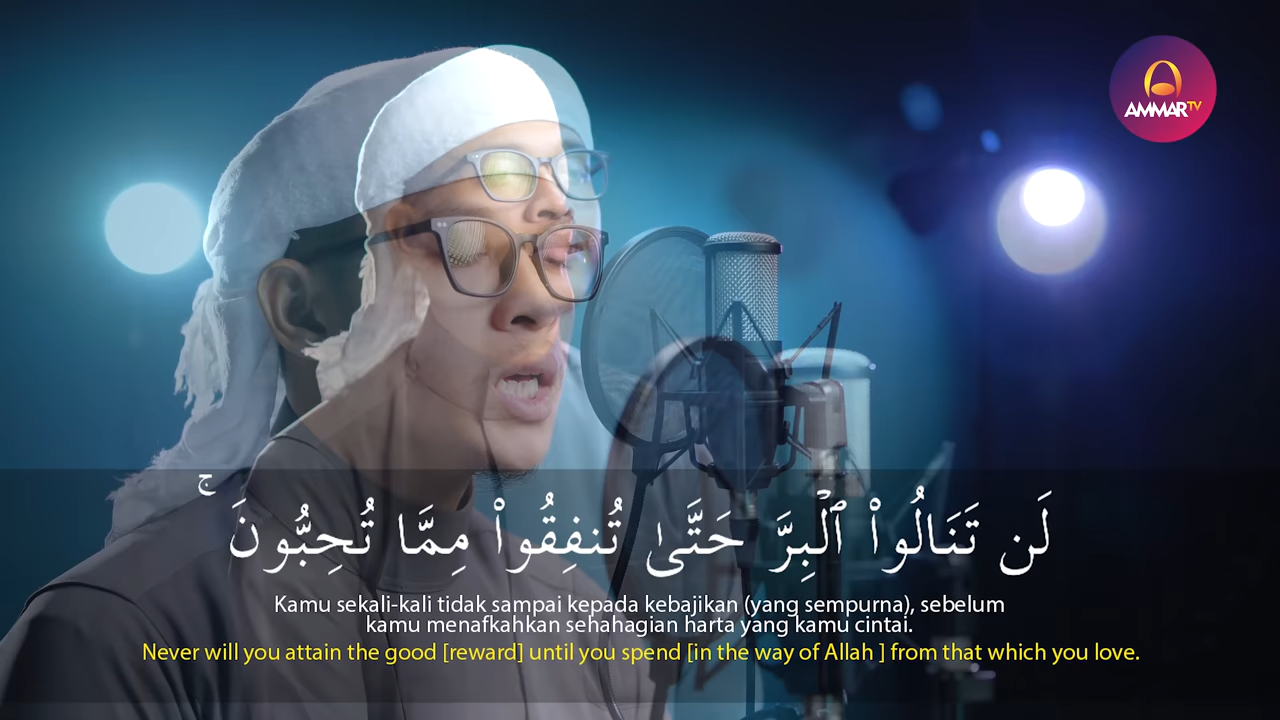 AMMAR TV
لَن تَنَالُوا۟ ٱلْبِرَّ حَتَّىٰ تُنفِقُوا۟ مِمَّا تُحِبُّونَ ۚ
Kamu sekali-kali tidak sampai kepada kebajikan (yang sempurna), sebelum
kamu menafkahkan sehahagian harta yang kamu cintai.
Never will you attain the good [reward] until you spend [in the way of Allah ] from that which you love.